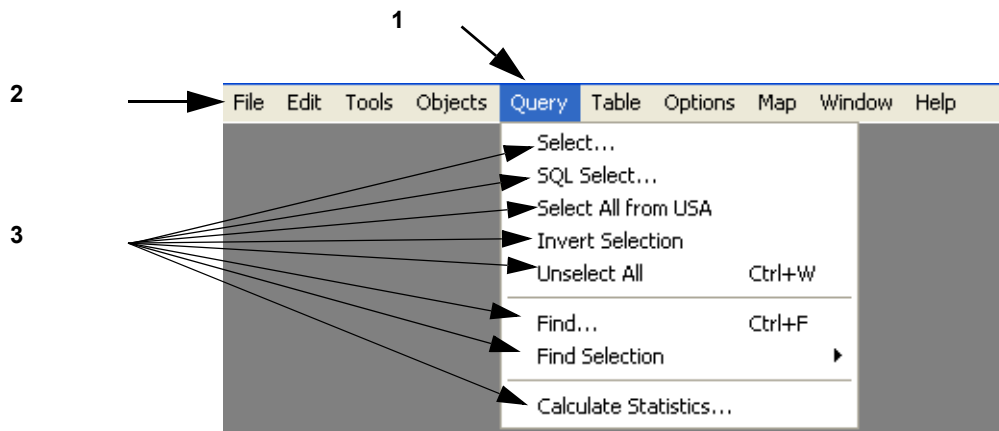 1
2
File Edit Tools Objects Query Table Options Map Window Help
Select...
SQL Select...
Select All from USA
3
Invert Selection
Unselect All Ctrl+W
Find... Ctrl+F
Find Selection
Calculate Statistics...